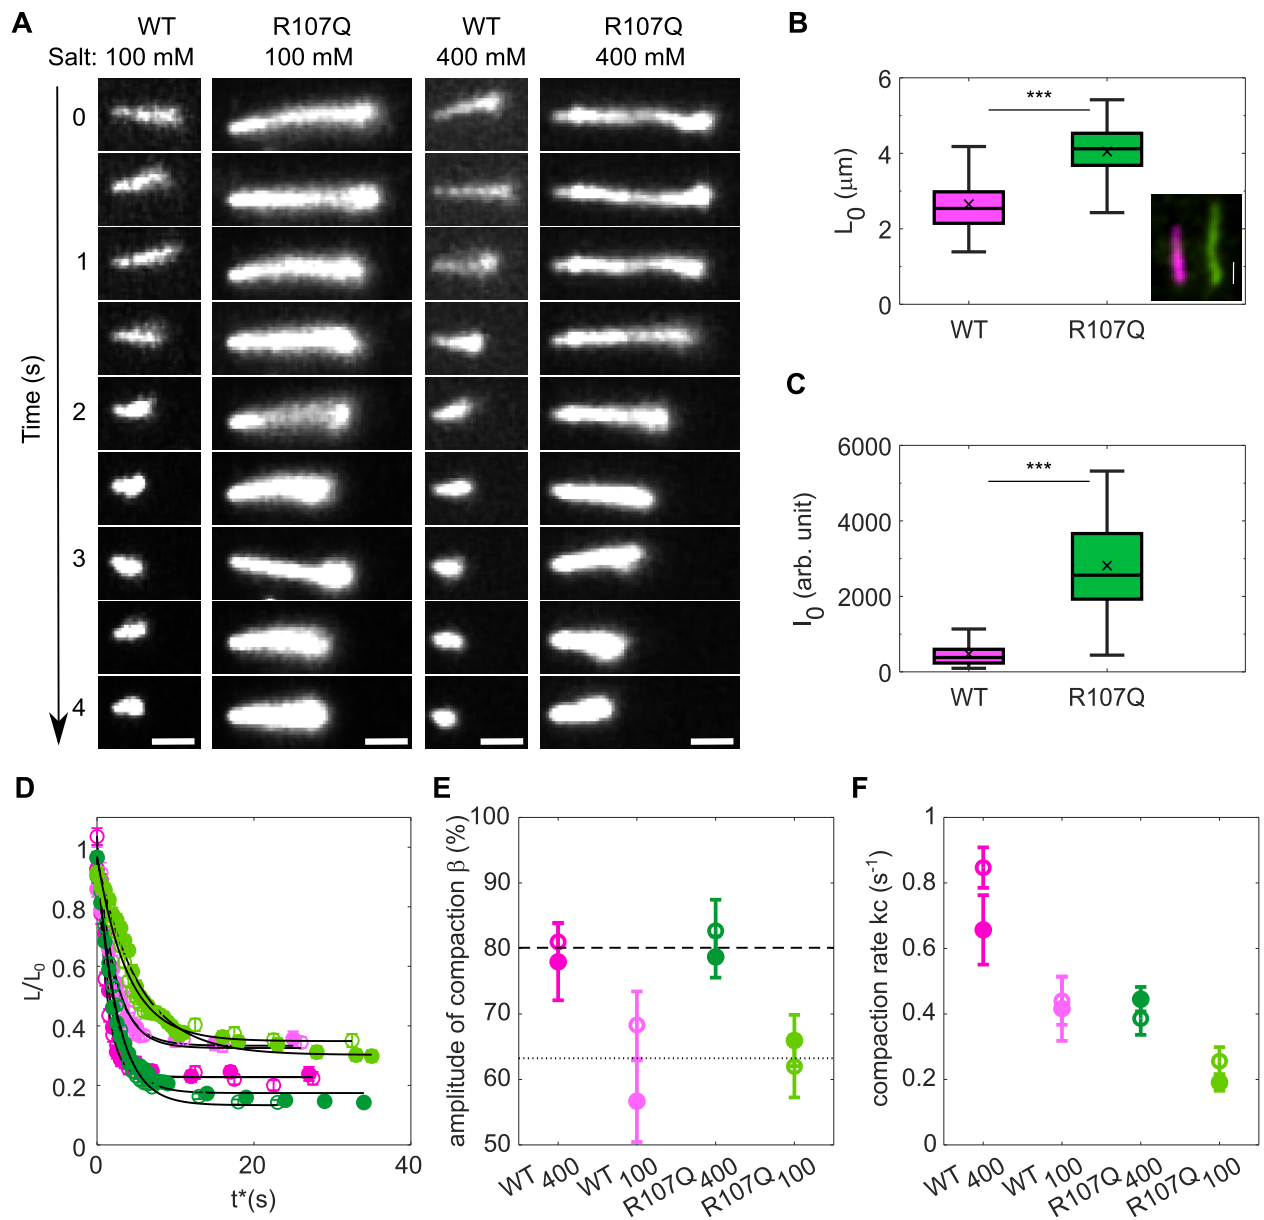 A
WT R107Q WT R107Q
Salt: 100 mM 100 mM 400 mM 400 mM
Time (s)
0
1
2
3
4
B
L0 (μm)
6
4
2
0
***
WT R107Q
C
I0 (arb. unit)
6000
4000
2000
0
***
WT R107Q
D
L/L0
1
0.8
0.6
0.4
0.2
0
0 20 40
t*(s)
E
amplitude of compaction β (%)
100
90
80
70
60
50
WT 400 WT 100 R107Q 400 R107Q 100
F
compaction rate kc (s-1)
1
0.8
0.6
0.4
0.2
0
WT 400 WT 100 R107Q 400 R107Q 100